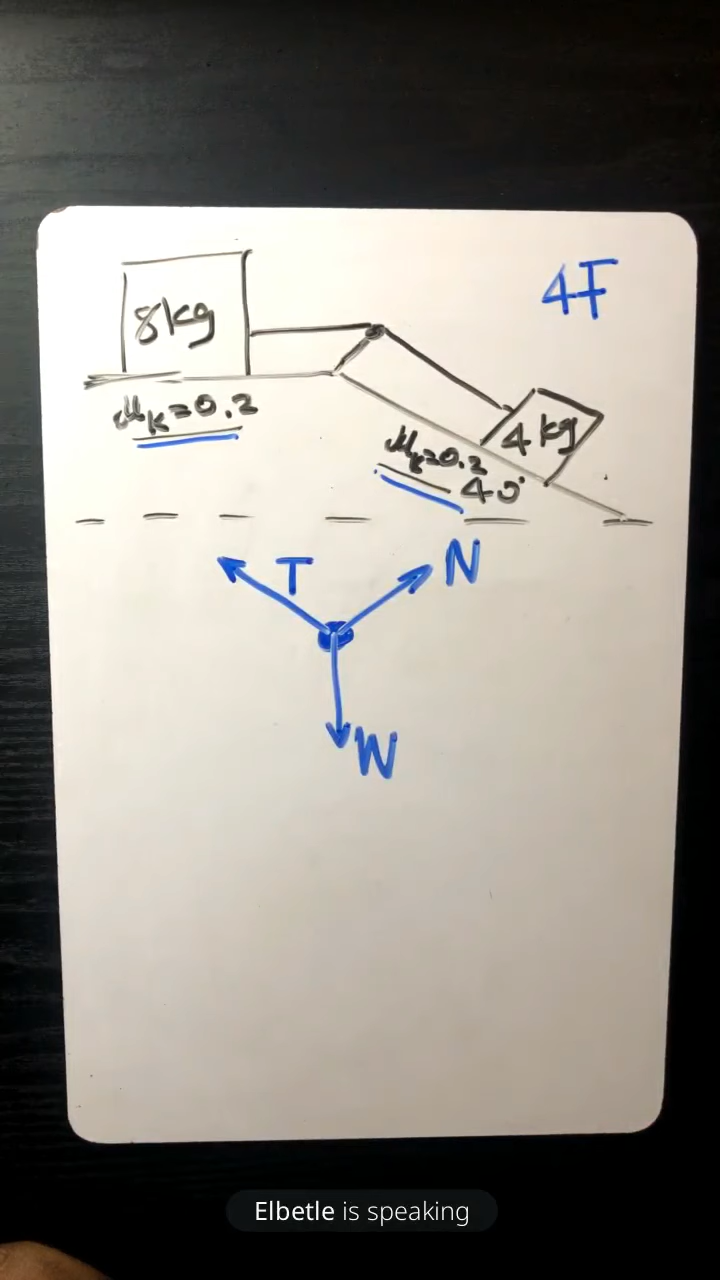 4F
8kg
μk=0.2
4kg
μk=0.2
40°
T
N
W
Elbetle is speaking